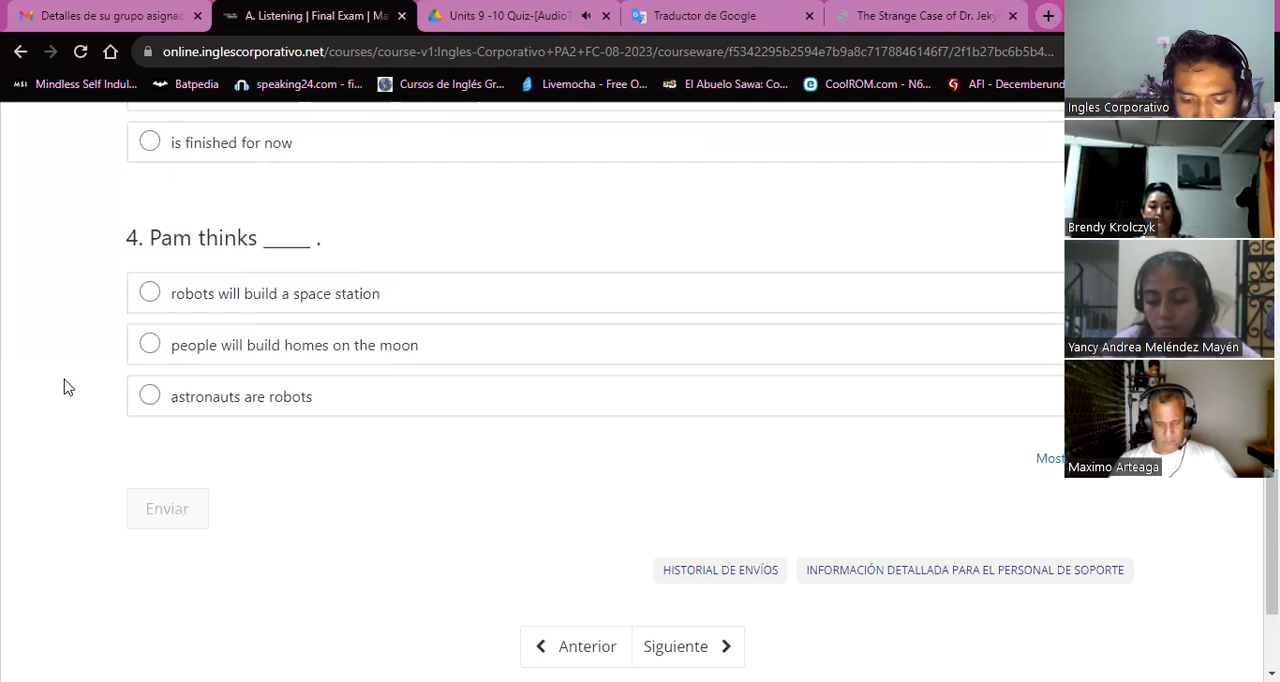 Detalles de su grupo asignad
A. Listening | Final Exam | Ma
Units 9 -10 Quiz-[AudioT
Traductor de Google
The Strange Case of Dr. Jeky
online.inglescorporativo.net/courses/course-v1:Ingles-Corporativo+PA2+FC-08-2023/courseware/f5342295b2594e7b9a8c7178846146f7/2f1b27bc6b5b4...
Mindless Self Indul...
Batpedia
speaking24.com - fi...
Cursos de Inglés Gr...
Livemocha - Free O...
El Abuelo Sawa: Co...
CoolROM.com - N6...
AFI - Decemberund
Ingles Corporativo
is finished for now
Brendy Krolczyk
4. Pam thinks _____ .
robots will build a space station
people will build homes on the moon
Yancy Andrea Meléndez Mayén
astronauts are robots
Most
Maximo Arteaga
Enviar
HISTORIAL DE ENVÍOS
INFORMACIÓN DETALLADA PARA EL PERSONAL DE SOPORTE
Anterior
Siguiente